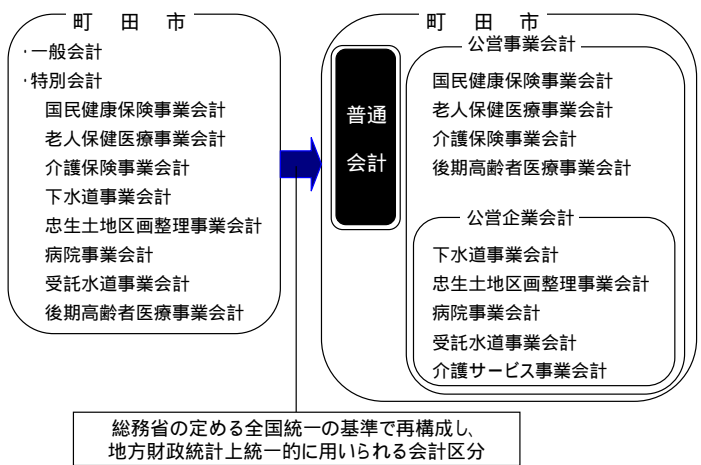 町田市
・一般会計
・特別会計
国民健康保険事業会計
老人保健医療事業会計
介護保険事業会計
下水道事業会計
忠生土地区画整理事業会計
病院事業会計
受託水道事業会計
後期高齢者医療事業会計
町田市
普通
会計
公営事業会計
国民健康保険事業会計
老人保健医療事業会計
介護保険事業会計
後期高齢者医療事業会計
公営企業会計
下水道事業会計
忠生土地区画整理事業会計
病院事業会計
受託水道事業会計
介護サービス事業会計
総務省の定める全国統一の基準で再構成し、
地方財政統計上統一的に用いられる会計区分